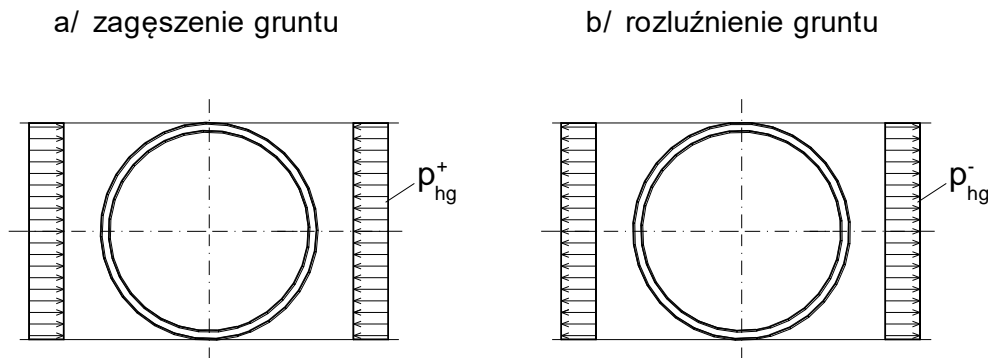 a/ zagęszenie gruntu
b/ rozluźnienie gruntu
p⁺hg
p⁻hg